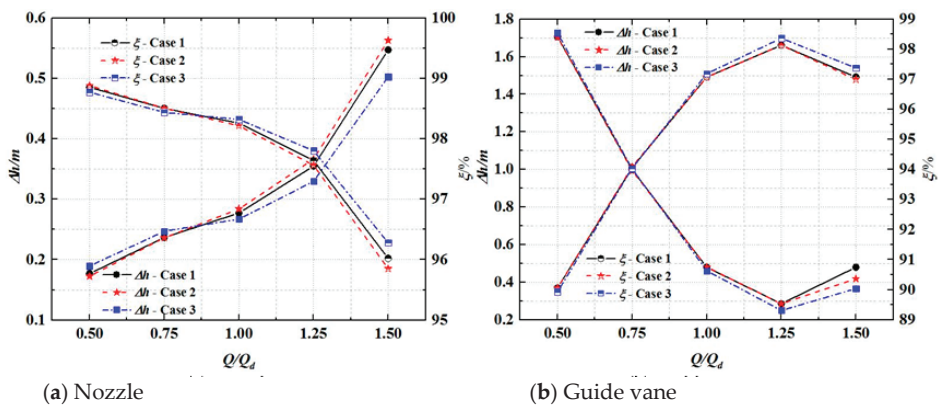 0.6
0.5
0.4
0.3
0.2
0.1
Δh/m
100
99
98
97
96
95
ξ/%
ξ - Case 1
ξ - Case 2
ξ - Case 3
Δh - Case 1
Δh - Case 2
Δh - Case 3
0.50 0.75 1.00 1.25 1.50
Q/Qd
(a) Nozzle
1.8
1.6
1.4
1.2
1.0
0.8
0.6
0.4
0.2
Δh/m
99
98
97
96
95
94
93
92
91
90
89
ξ/%
Δh - Case 1
Δh - Case 2
Δh - Case 3
ξ - Case 1
ξ - Case 2
ξ - Case 3
0.50 0.75 1.00 1.25 1.50
Q/Qd
(b) Guide vane